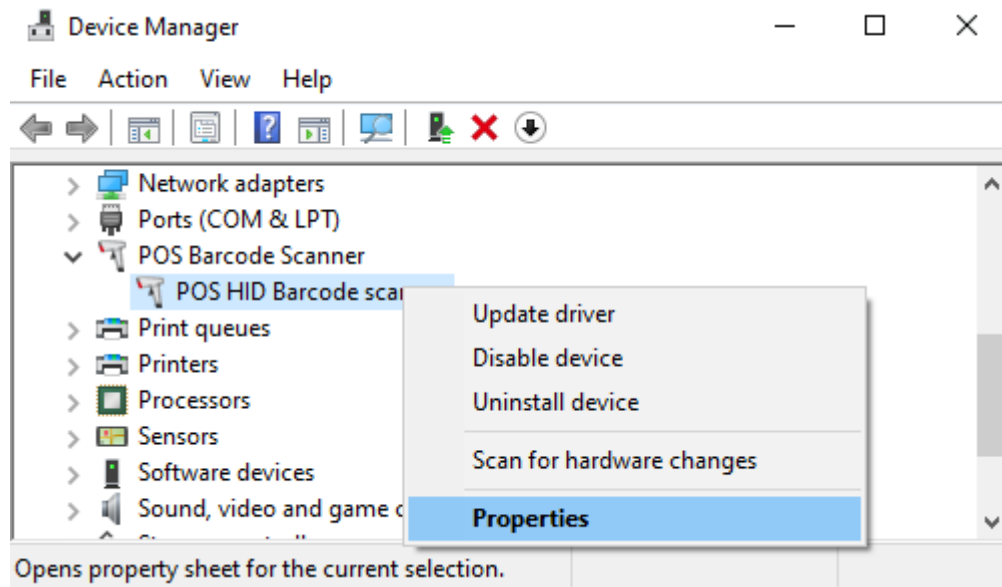 Device Manager
File Action View Help
Network adapters
Ports (COM & LPT)
POS Barcode Scanner
POS HID Barcode
Update driver
Print queues
Disable device
Printers
Uninstall device
Processors
Sensors
Scan for hardware changes
Software devices
Sound, video and game
Properties
Opens property sheet for the current selection.